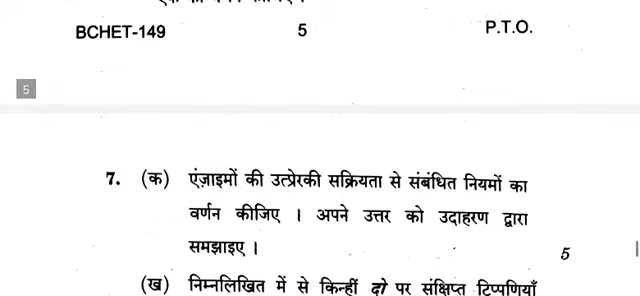 BCHET-149 5 P.T.O.
5
7. (क) एंज़ाइमों की उत्प्रेरकी सक्रियता से संबंधित नियमों का
वर्णन कीजिए । अपने उत्तर को उदाहरण द्वारा
समझाइए । 5
(ख) निम्नलिखित में से किन्हीं दो पर संक्षिप्त टिप्पणियाँ